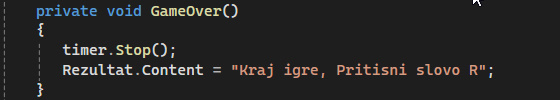 private void GameOver()
{
timer.Stop();
Rezultat.Content = "Kraj igre, Pritisni slovo R";
}